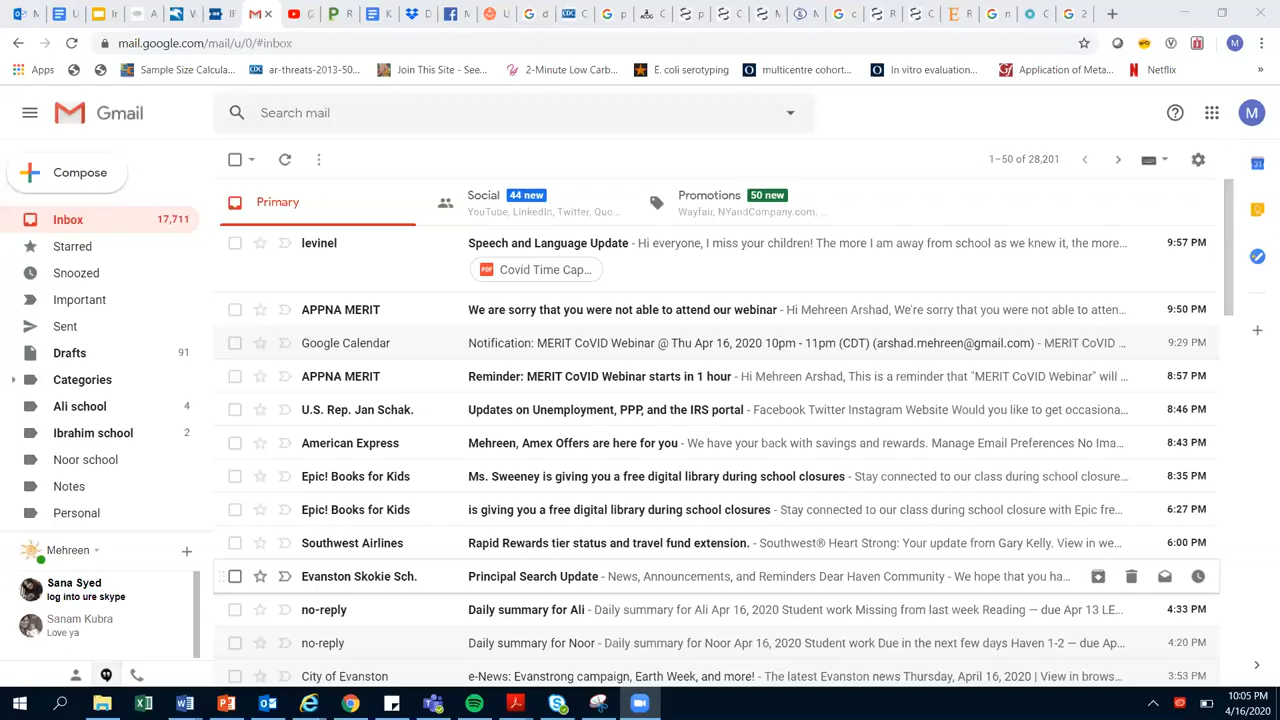 mail.google.com/mail/u/0/#inbox
M
Apps
Sample Size Calcula...
ar-threats-2013-50...
Join This Site - See...
2-Minute Low Carb...
E. coli serotyping
multicentre cohort...
In vitro evaluation...
Application of Meta...
Netflix
»
Gmail
Search mail
M
Compose
1–50 of 28,201
Inbox 17,711
Starred
Snoozed
Important
Sent
Drafts 91
Categories
Ali school 4
Ibrahim school 2
Noor school
Notes
Personal
Mehreen
Sana Syed
log into ure skype
Sanam Kubra
Love ya
Primary
Social 44 new
YouTube, LinkedIn, Twitter, Quo...
Promotions 50 new
Wayfair, NYandCompany.com, ...
levinel Speech and Language Update - Hi everyone, I miss your children! The more I am away from school as we knew it, the more... 9:57 PM
PDF Covid Time Cap...
APPNA MERIT We are sorry that you were not able to attend our webinar - Hi Mehreen Arshad, We're sorry that you were not able to atten... 9:50 PM
Google Calendar Notification: MERIT CoVID Webinar @ Thu Apr 16, 2020 10pm - 11pm (CDT) (arshad.mehreen@gmail.com) - MERIT CoVID ... 9:29 PM
APPNA MERIT Reminder: MERIT CoVID Webinar starts in 1 hour - Hi Mehreen Arshad, This is a reminder that "MERIT CoVID Webinar" will ... 8:57 PM
U.S. Rep. Jan Schak. Updates on Unemployment, PPP, and the IRS portal - Facebook Twitter Instagram Website Would you like to get occasiona... 8:46 PM
American Express Mehreen, Amex Offers are here for you - We have your back with savings and rewards. Manage Email Preferences No Ima... 8:43 PM
Epic! Books for Kids Ms. Sweeney is giving you a free digital library during school closures - Stay connected to our class during school closure with E... 8:35 PM
Epic! Books for Kids is giving you a free digital library during school closures - Stay connected to our class during school closure with Epic fre... 6:27 PM
Southwest Airlines Rapid Rewards tier status and travel fund extension. - Southwest® Heart Strong: Your update from Gary Kelly. View in we... 6:00 PM
Evanston Skokie Sch. Principal Search Update - News, Announcements, and Reminders Dear Haven Community - We hope that you ha...
no-reply Daily summary for Ali - Daily summary for Ali Apr 16, 2020 Student work Missing from last week Reading — due Apr 13 LE... 4:33 PM
no-reply Daily summary for Noor - Daily summary for Noor Apr 16, 2020 Student work Due in the next few days Haven 1-2 — due Ap... 4:20 PM
City of Evanston e-News: Evanstrong campaign, Earth Week, and more! - The latest Evanston news Thursday, April 16, 2020 | View in brows... 3:53 PM
10:05 PM
4/16/2020